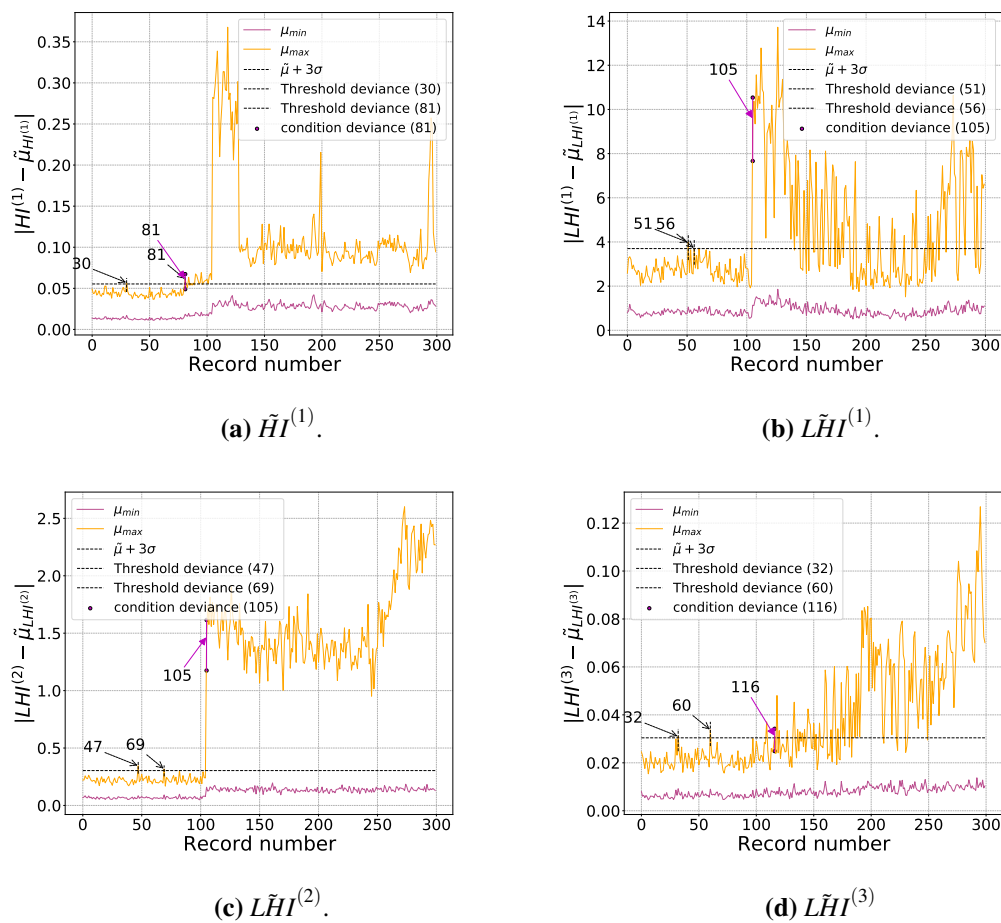 |HI^(1) − μ̃_HI^(1)|
0.35
0.30
0.25
0.20
0.15
0.10
0.05
0.00
μ_min
μ_max
μ̃ + 3σ
Threshold deviance (30)
Threshold deviance (81)
condition deviance (81)
30
81
81
0 50 100 150 200 250 300
Record number
(a) H̃I^(1).
|LHI^(1) − μ̃_LHI^(1)|
14
12
10
8
6
4
2
0
μ_min
μ_max
μ̃ + 3σ
Threshold deviance (51)
Threshold deviance (56)
condition deviance (105)
105
51 56
0 50 100 150 200 250 300
Record number
(b) LH̃I^(1).
|LHI^(2) − μ̃_LHI^(2)|
2.5
2.0
1.5
1.0
0.5
0.0
μ_min
μ_max
μ̃ + 3σ
Threshold deviance (47)
Threshold deviance (69)
condition deviance (105)
105
47 69
0 50 100 150 200 250 300
Record number
(c) LH̃I^(2).
|LHI^(3) − μ̃_LHI^(3)|
0.12
0.10
0.08
0.06
0.04
0.02
0.00
μ_min
μ_max
μ̃ + 3σ
Threshold deviance (32)
Threshold deviance (60)
condition deviance (116)
116
60
32
0 50 100 150 200 250 300
Record number
(d) LH̃I^(3)